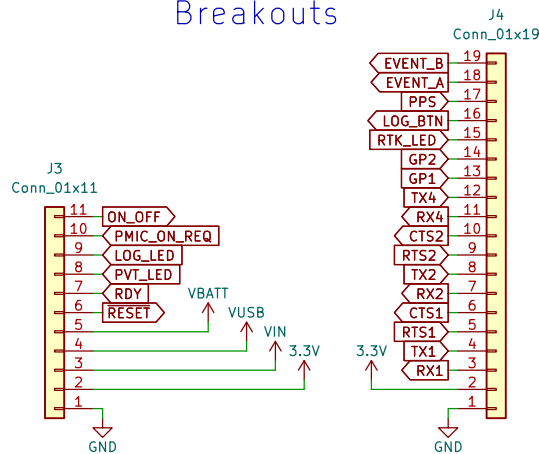 Breakouts
J4
Conn_01x19
19 EVENT_B
18 EVENT_A
17 PPS
16 LOG_BTN
15 RTK_LED
14 GP2
13 GP1
12 TX4
11 RX4
10 CTS2
9 RTS2
8 TX2
7 RX2
6 CTS1
5 RTS1
4 TX1
3 RX1
2 3.3V
1 GND
J3
Conn_01x11
11 ON_OFF
10 PMIC_ON_REQ
9 LOG_LED
8 PVT_LED
7 RDY
6 RESET
5 VBATT
4 VUSB
3 VIN
2 3.3V
1 GND